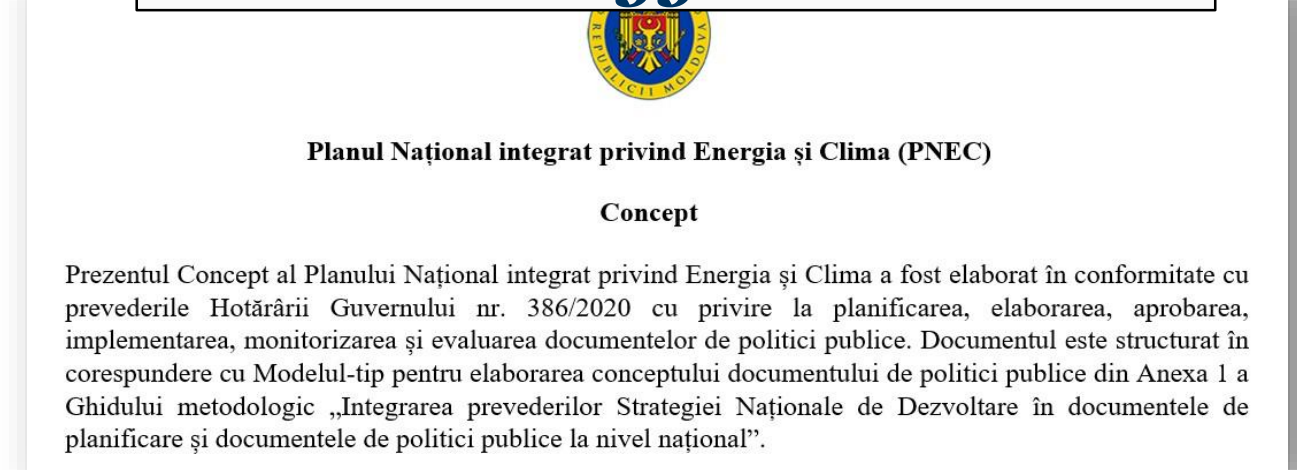 REPUBLICII MOLDOVA
Planul Național integrat privind Energia și Clima (PNEC)
Concept
Prezentul Concept al Planului Național integrat privind Energia și Clima a fost elaborat în conformitate cu
prevederile Hotărârii Guvernului nr. 386/2020 cu privire la planificarea, elaborarea, aprobarea,
implementarea, monitorizarea și evaluarea documentelor de politici publice. Documentul este structurat în
corespundere cu Modelul-tip pentru elaborarea conceptului documentului de politici publice din Anexa 1 a
Ghidului metodologic „Integrarea prevederilor Strategiei Naționale de Dezvoltare în documentele de
planificare și documentele de politici publice la nivel național”.